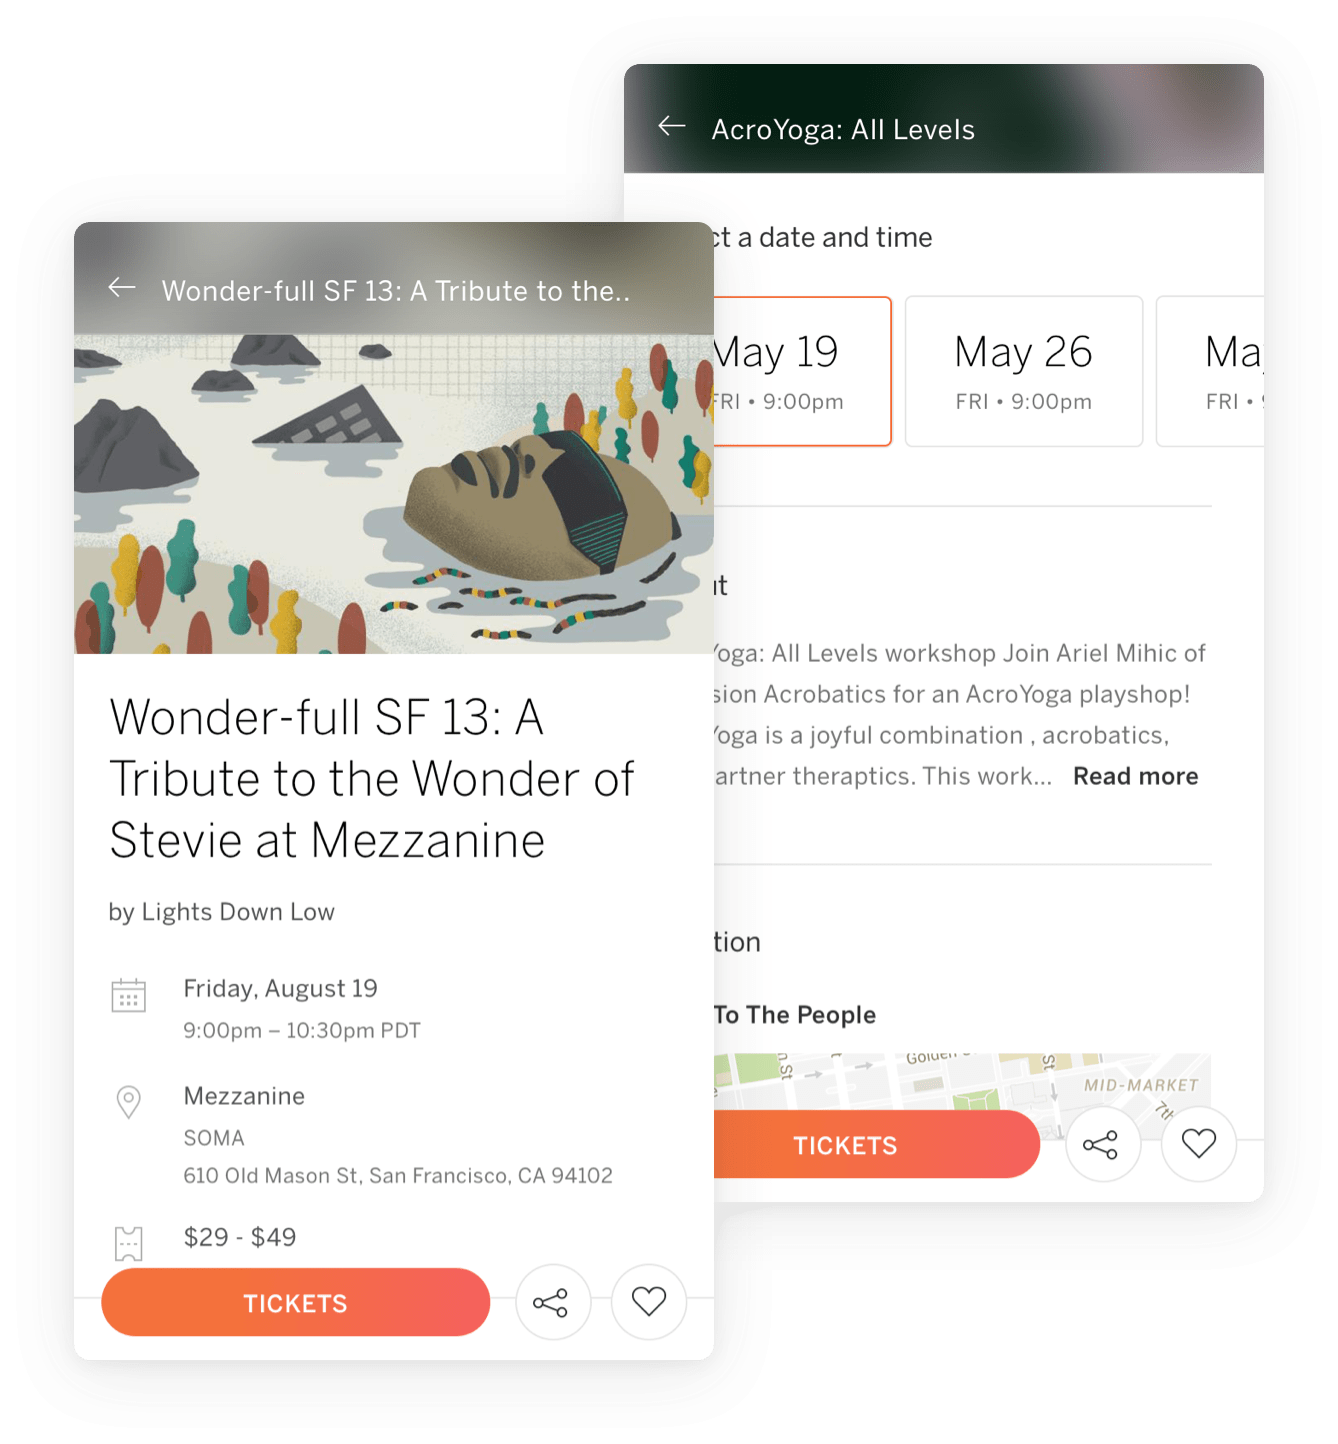 AcroYoga: All Levels
ct a date and time
May 19
FRI • 9:00pm
May 26
FRI • 9:00pm
Ma
FRI •
ut
Yoga: All Levels workshop Join Ariel Mihic of
sion Acrobatics for an AcroYoga playshop!
Yoga is a joyful combination , acrobatics,
artner theraptics. This work... Read more
tion
To The People
Golden
St
St
MID-MARKET
7th
TICKETS
Wonder-full SF 13: A Tribute to the..
Wonder-full SF 13: A
Tribute to the Wonder of
Stevie at Mezzanine
by Lights Down Low
Friday, August 19
9:00pm – 10:30pm PDT
Mezzanine
SOMA
610 Old Mason St, San Francisco, CA 94102
$29 - $49
TICKETS